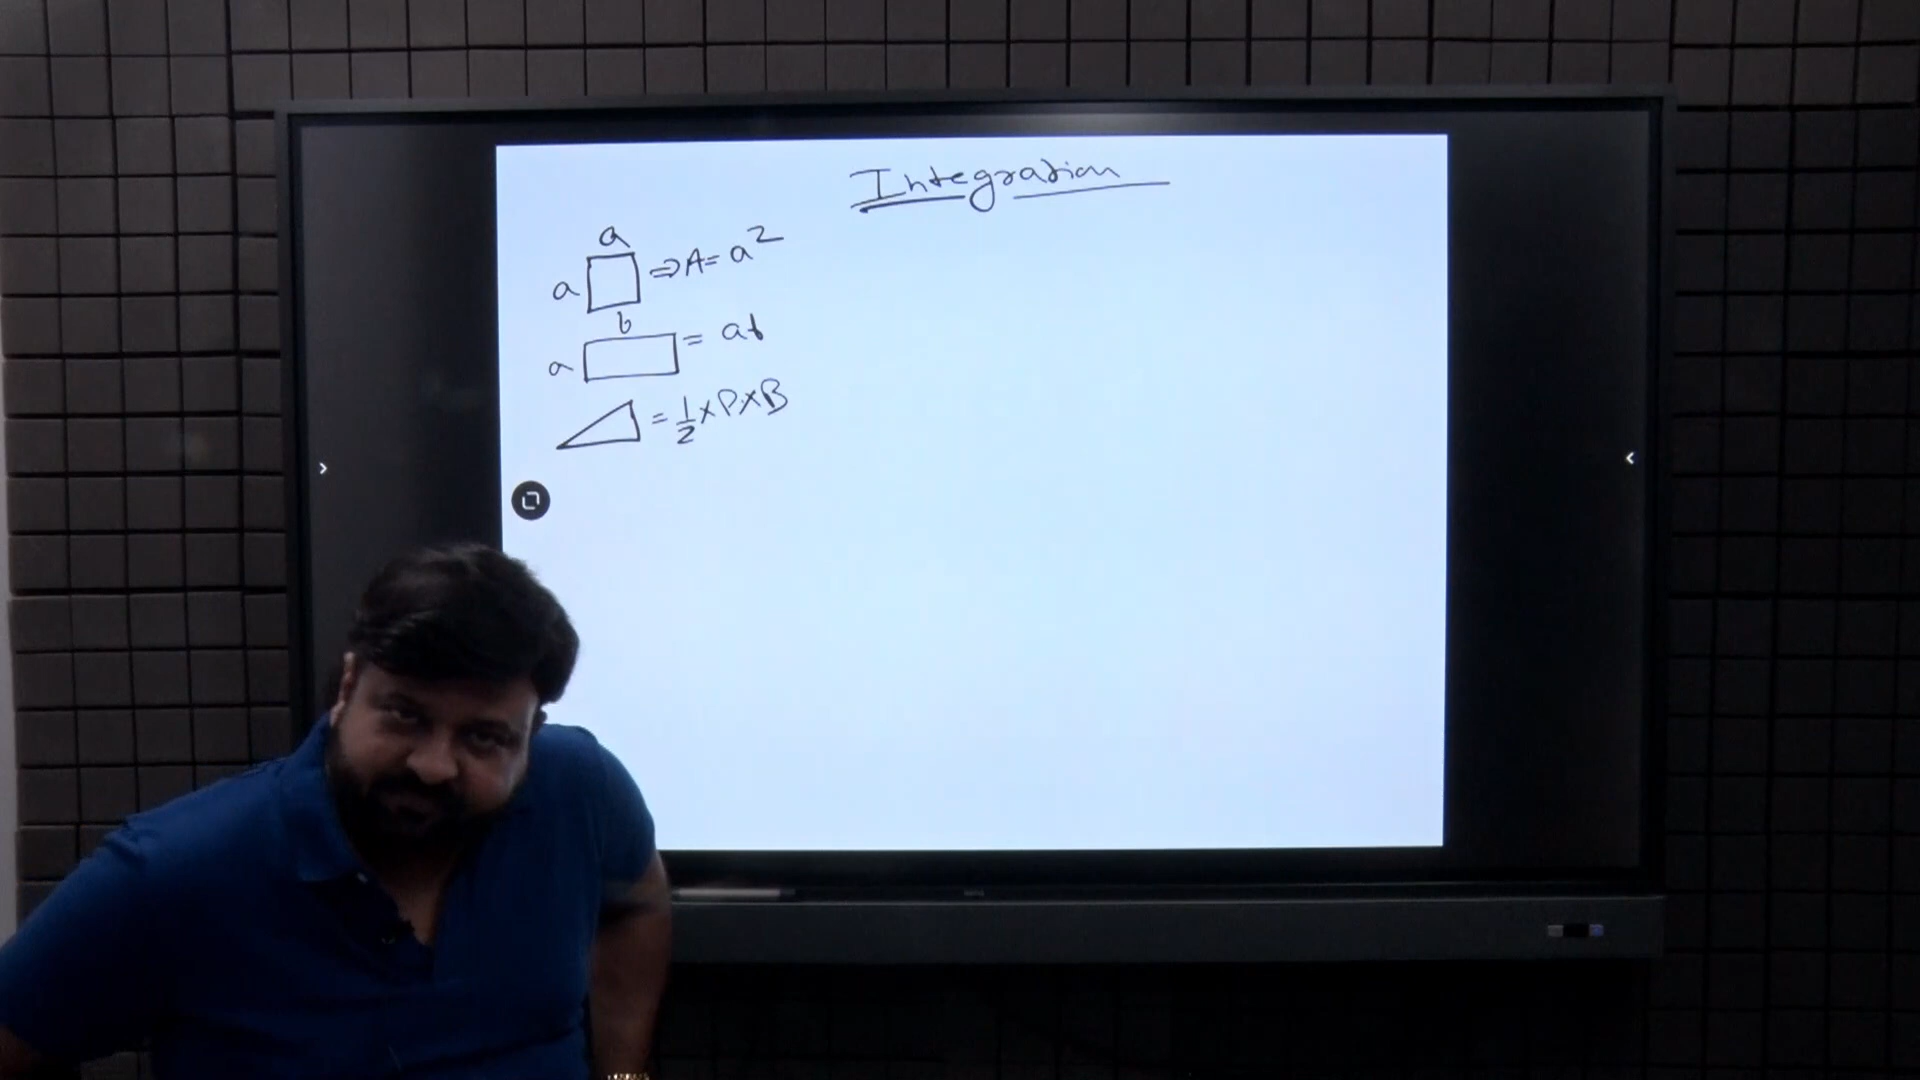 Integration
a
a ⇒ A = a²
b
a = ab
= 1/2 × P × B